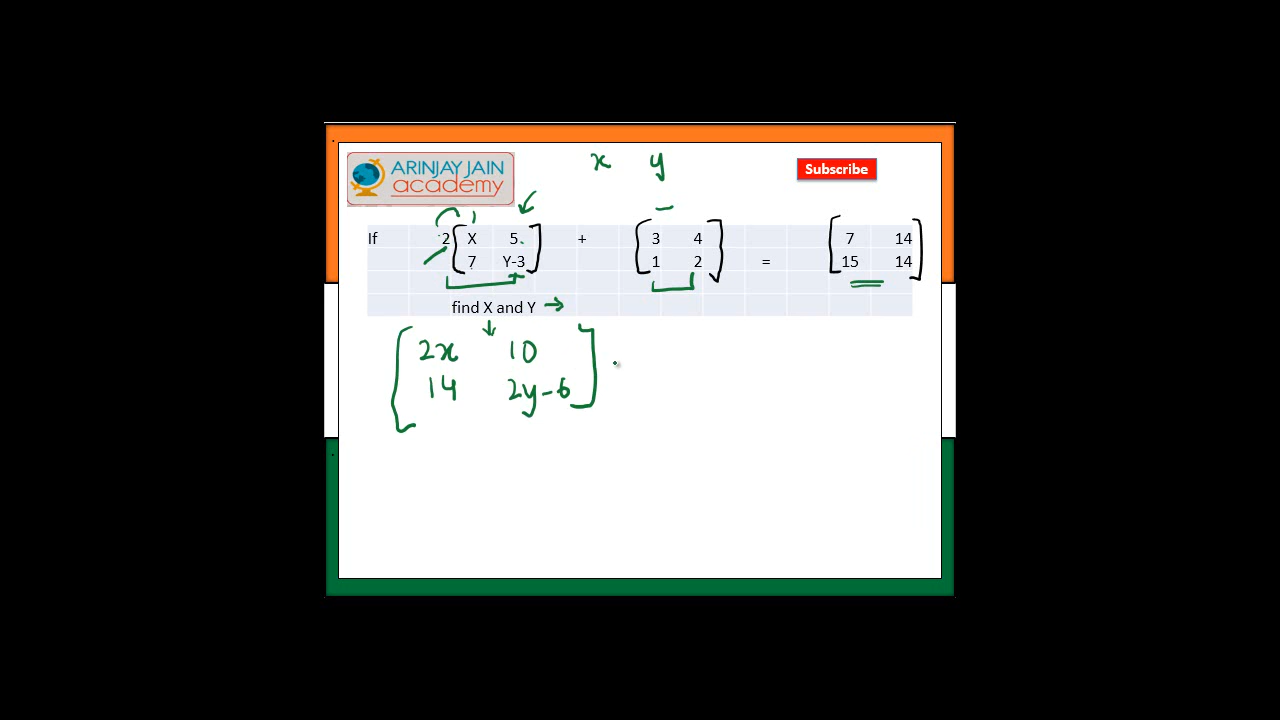 ARINJAY JAIN
academy
x y
Subscribe
If 2[X 5 + [3 4 [7 14
7 Y-3] 1 2] = 15 14]
find X and Y →
[2x 10
14 2y-6]